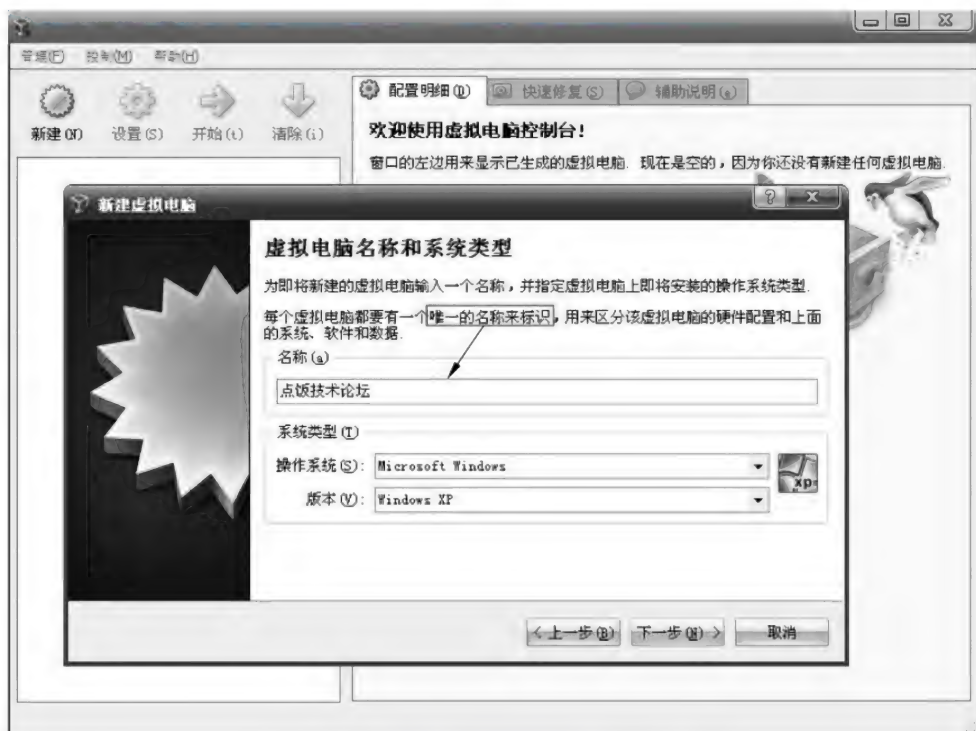 管理(F) 控制(M) 帮助(H)
新建(N) 设置(S) 开始(t) 清除(i)
配置明细(D) 快速修复(S) 辅助说明(a)
欢迎使用虚拟电脑控制台!
窗口的左边用来显示已生成的虚拟电脑. 现在是空的,因为你还没有新建任何虚拟电脑.
新建虚拟电脑
虚拟电脑名称和系统类型
为即将新建的虚拟电脑输入一个名称,并指定虚拟电脑上即将安装的操作系统类型.
每个虚拟电脑都要有一个唯一的名称来标识,用来区分该虚拟电脑的硬件配置和上面
的系统、软件和数据.
名称(a)
点饭技术论坛
系统类型(T)
操作系统(S): Microsoft Windows
xp
版本(V): Windows XP
< 上一步(B) 下一步(N) > 取消